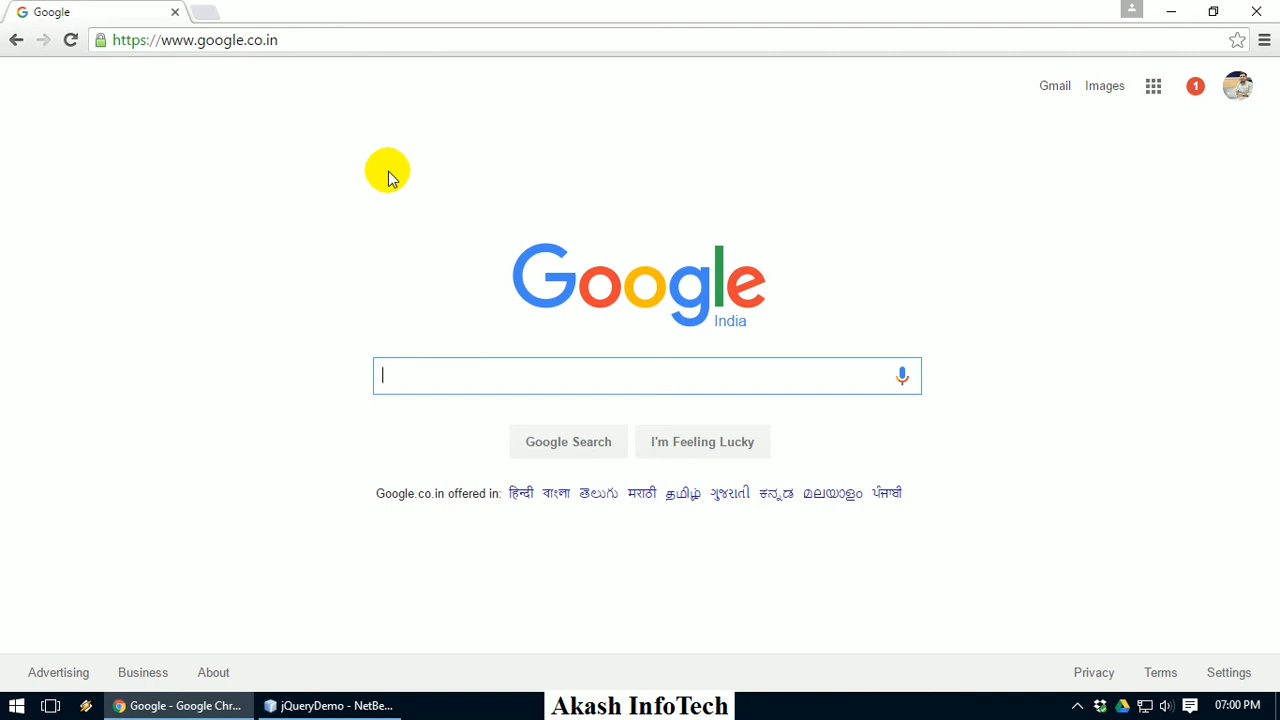 Google
https://www.google.co.in
Gmail Images 1
Google
India
Google Search I'm Feeling Lucky
Google.co.in offered in: हिन्दी বাংলা తెలుగు मराठी தமிழ் ગુજરાતી ಕನ್ನಡ മലയാളം ਪੰਜਾਬੀ
Advertising Business About Privacy Terms Settings
Google - Google Chr... jQueryDemo - NetBe... Akash InfoTech 07:00 PM